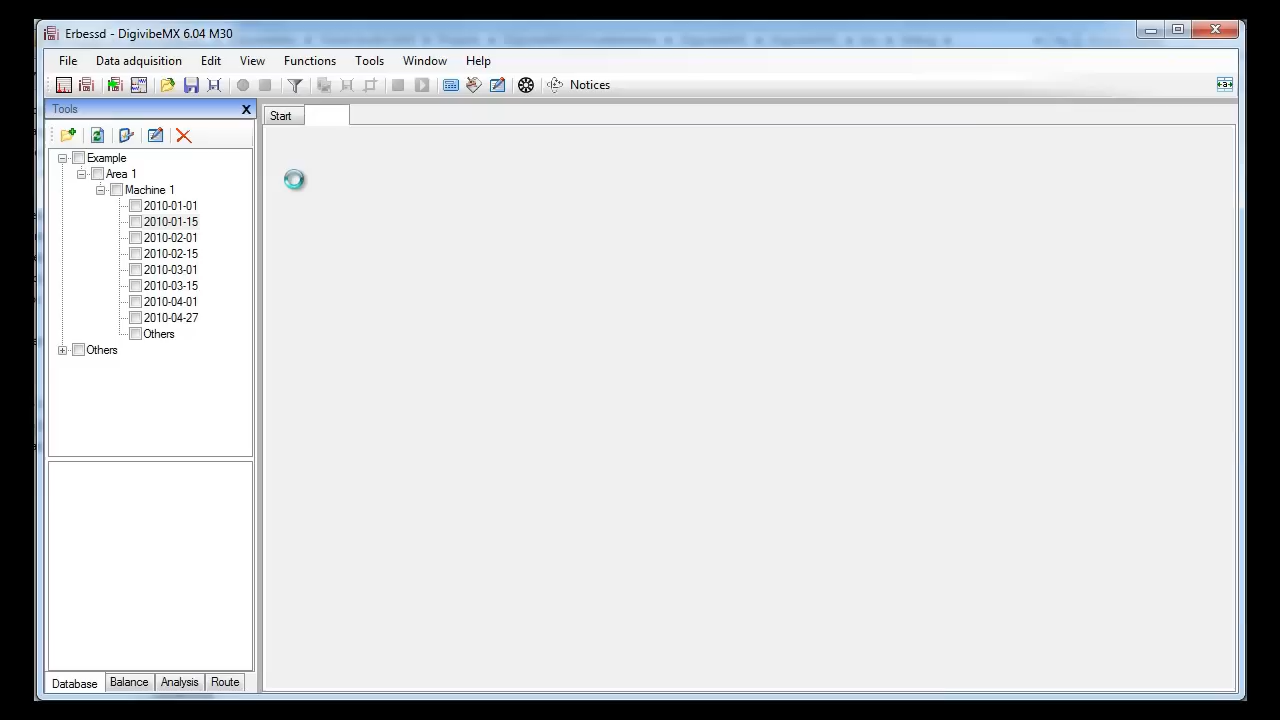 Erbessd - DigivibeMX 6.04 M30
File Data adquisition Edit View Functions Tools Window Help
Notices
Tools X
Start
Example
Area 1
Machine 1
2010-01-01
2010-01-15
2010-02-01
2010-02-15
2010-03-01
2010-03-15
2010-04-01
2010-04-27
Others
Others
Database Balance Analysis Route